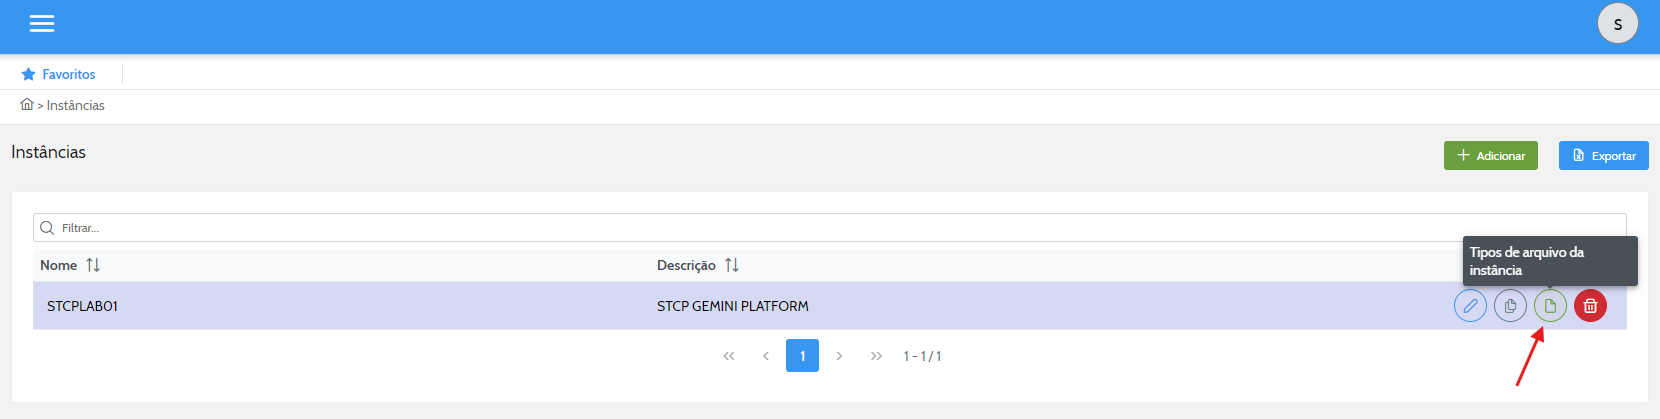 S
Favoritos
> Instâncias
Instâncias
Adicionar
Exportar
Filtrar...
Nome
Descrição
Tipos de arquivo da
instância
STCPLAB01
STCP GEMINI PLATFORM
<< < 1 > >> 1 - 1 / 1